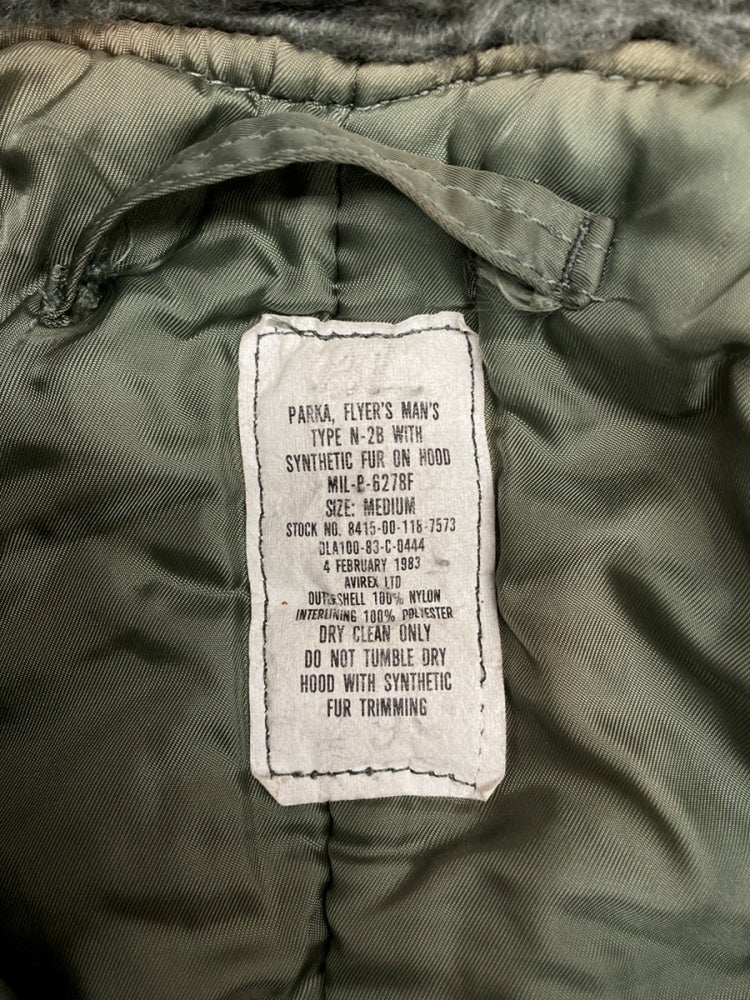 PARKA, FLYER'S MAN'S
TYPE N-2B WITH
SYNTHETIC FUR ON HOOD
MIL-P-6278F
SIZE: MEDIUM
STOCK NO. 8415-00-118-7573
DLA100-83-C-0444
4 FEBRUARY 1983
AVIREX LTD
OUTERSHELL 100% NYLON
INTERLINING 100% POLYESTER
DRY CLEAN ONLY
DO NOT TUMBLE DRY
HOOD WITH SYNTHETIC
FUR TRIMMING